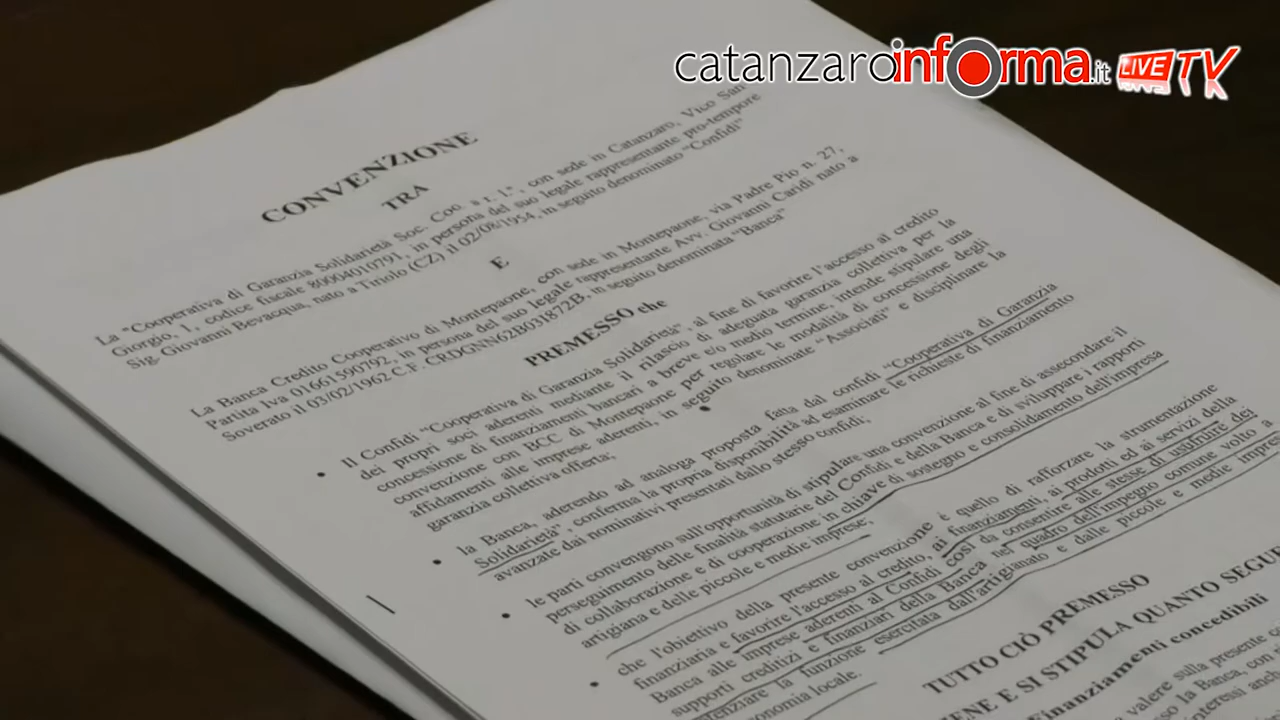 catanzaroinforma.it LIVE TV
CONVENZIONE
TRA
La "Cooperativa di Garanzia Solidarietà Soc. Coo. a r. l.", con sede in Catanzaro, Vico San
Giorgio, 1, codice fiscale 80004010791, in persona del suo legale rappresentante pro-tempore
Sig. Giovanni Bevacqua, nato a Tiriolo (CZ) il 02/08/1954, in seguito denominato "Confidi"
E
La Banca Credito Cooperativo di Montepaone, con sede in Montepaone, via Padre Pio n. 27,
Partita Iva 01661590792, in persona del suo legale rappresentante Avv. Giovanni Caridi nato a
Soverato il 03/02/1962 C.F. CRDGNN62B031872B, in seguito denominata "Banca"
PREMESSO che
• Il Confidi "Cooperativa di Garanzia Solidarietà", al fine di favorire l'accesso al credito
dei propri soci aderenti mediante il rilascio di adeguata garanzia collettiva per la
concessione di finanziamenti bancari a breve e/o medio termine, intende stipulare una
convenzione con BCC di Montepaone per regolare le modalità di concessione degli
affidamenti alle imprese aderenti, in seguito denominate "Associati" e disciplinare la
garanzia collettiva offerta;
• la Banca, aderendo ad analoga proposta fatta dal confidi "Cooperativa di Garanzia
Solidarietà", conferma la propria disponibilità ad esaminare le richieste di finanziamento
avanzate dai nominativi presentati dallo stesso confidi;
• le parti convengono sull'opportunità di stipulare una convenzione al fine di assecondare il
perseguimento delle finalità statutarie del Confidi e della Banca e di sviluppare i rapporti
di collaborazione e di cooperazione in chiave di sostegno e consolidamento dell'impresa
artigiana e delle piccole e medie imprese;
• che l'obiettivo della presente convenzione è quello di rafforzare la strumentazione
finanziaria e favorire l'accesso al credito, ai finanziamenti, ai prodotti ed ai servizi della
Banca alle imprese aderenti al Confidi così da consentire alle stesse di usufruire dei
supporti creditizi e finanziari della Banca nel quadro dell'impegno comune volto a
la funzione esercitata dall'artigianato e dalle piccole e medie
locale.
TUTTO CIÒ PREMESSO
E SI STIPULA QUANTO
concedibili
valere sulla presente
la Banca, con